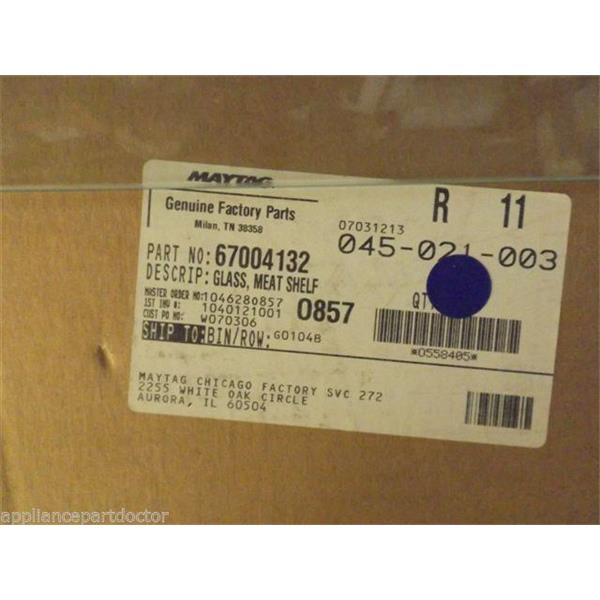 MAYTAG
Genuine Factory Parts
Milan, TN 38358
R 11
07031213
045-021-003
PART NO: 67004132
DESCRIP: GLASS, MEAT SHELF
MASTER ORDER NO: 1046280857
1ST INV #: 1040121001
0857
CUST PO NO: W070306
QT
SHIP TO: BIN/ROW: G0104B
*0558405*
MAYTAG CHICAGO FACTORY SVC 272
2255 WHITE OAK CIRCLE
AURORA, IL 60504
appliancepartdoctor